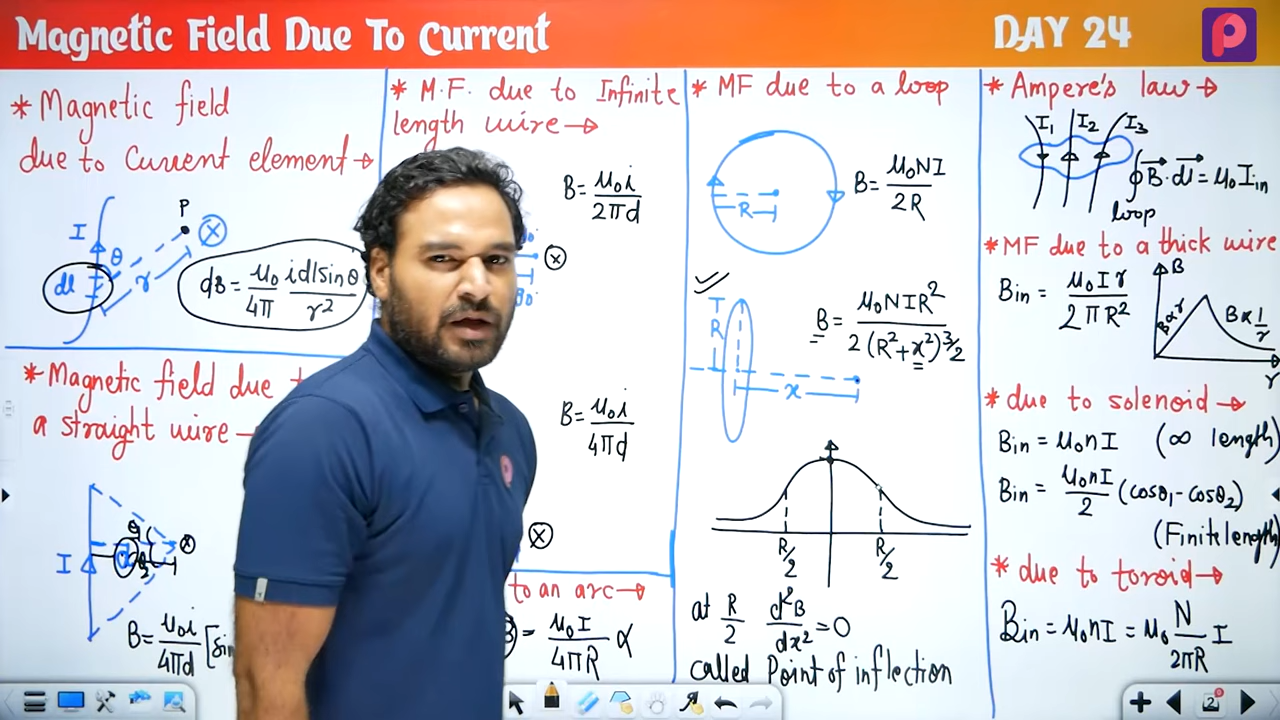 Magnetic Field Due To Current
DAY 24
* Magnetic field
due to Current element →
I
P
θ
dl
r
dB = μ₀/4π idlsinθ/r²
* Magnetic field due t
a straight wire →
I
B = μ₀i/4πd [sin
* M.F. due to Infinite
length wire →
B = μ₀i/2πd
B = μ₀i/4πd
to an arc →
= μ₀I/4πR α
* MF due to a loop
R
B = μ₀NI/2R
R
B = μ₀NIR²/2(R²+x²)^3/2
x
R/2
R/2
at R/2 d²B/dx² = 0
called Point of inflection
* Ampere's law →
I₁ I₂ I₃
∮B⃗·dl⃗ = μ₀Iin
loop
* MF due to a thick wire
Bin = μ₀Ir/2πR²
B
B∝r
B∝1/r
r
* due to solenoid →
Bin = μ₀nI (∞ length)
Bin = μ₀nI/2 (cosθ₁-cosθ₂)
(Finite length)
* due to toroid →
Bin = μ₀nI = μ₀ N/2πR I
2